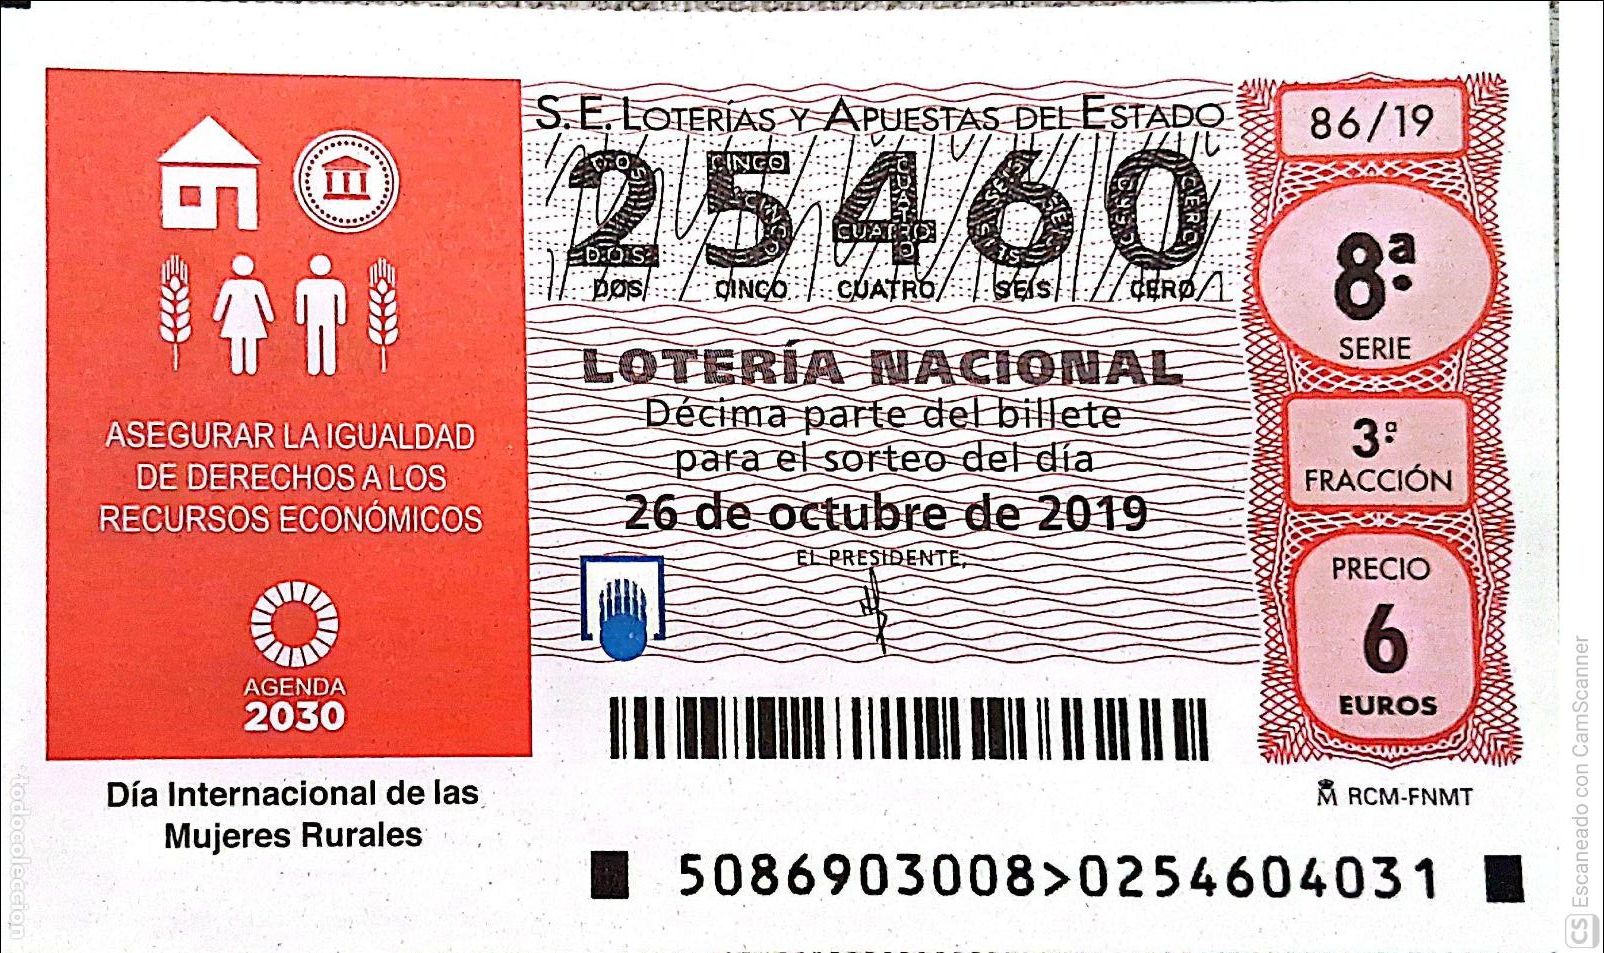 S. E. LOTERÍAS Y APUESTAS DEL ESTADO
25460
DOS CINCO CUATRO SEIS CERO
LOTERÍA NACIONAL
Décima parte del billete
para el sorteo del día
26 de octubre de 2019
EL PRESIDENTE,
86/19
8ª
SERIE
3ª
FRACCIÓN
PRECIO
6
EUROS
RCM-FNMT
ASEGURAR LA IGUALDAD
DE DERECHOS A LOS
RECURSOS ECONÓMICOS
AGENDA
2030
Día Internacional de las
Mujeres Rurales
5086903008>0254604031
todocoleccion
CS Escaneado con CamScanner